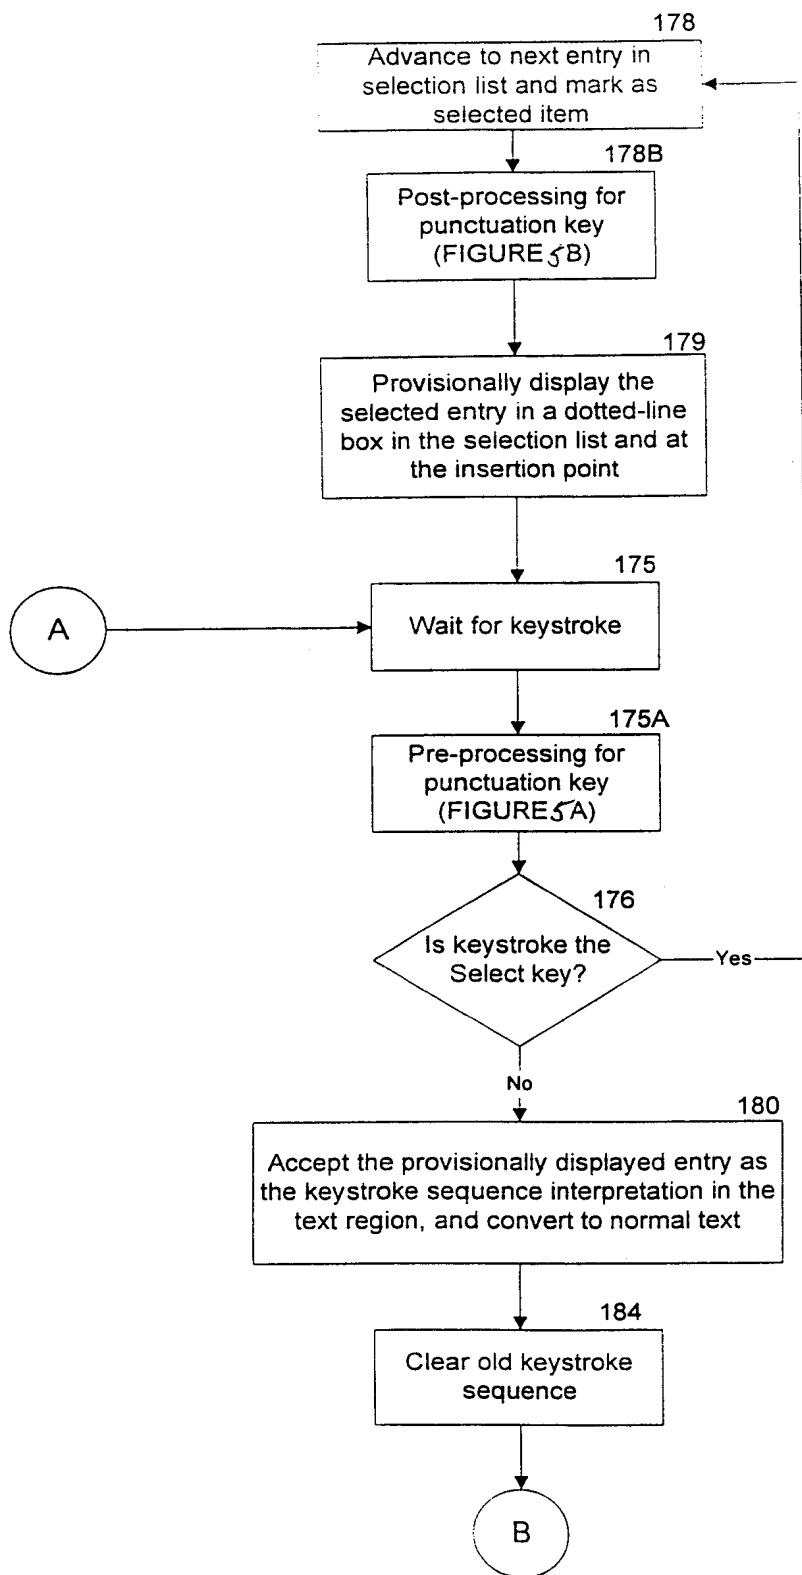 178
Advance to next entry in
selection list and mark as
selected item
178B
Post-processing for
punctuation key
(FIGURE 5B)
179
Provisionally display the
selected entry in a dotted-line
box in the selection list and at
the insertion point
175
A
Wait for keystroke
175A
Pre-processing for
punctuation key
(FIGURE 5A)
176
Is keystroke the
Select key?
Yes
No
180
Accept the provisionally displayed entry as
the keystroke sequence interpretation in the
text region, and convert to normal text
184
Clear old keystroke
sequence
B